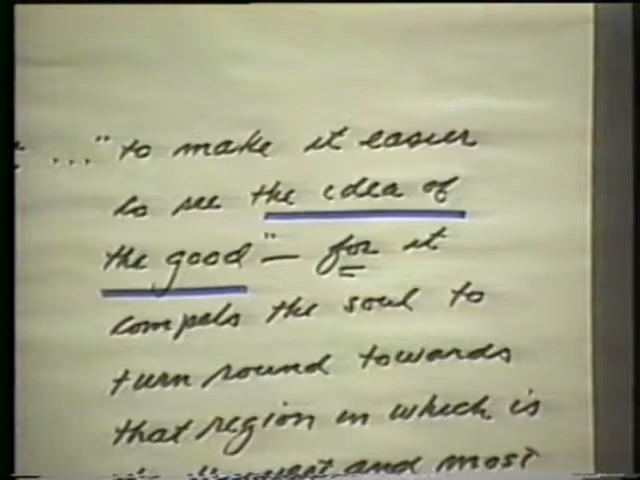 ..." to make it easier
to see the idea of
the good" — for it
compels the soul to
turn round towards
that region in which is
and most